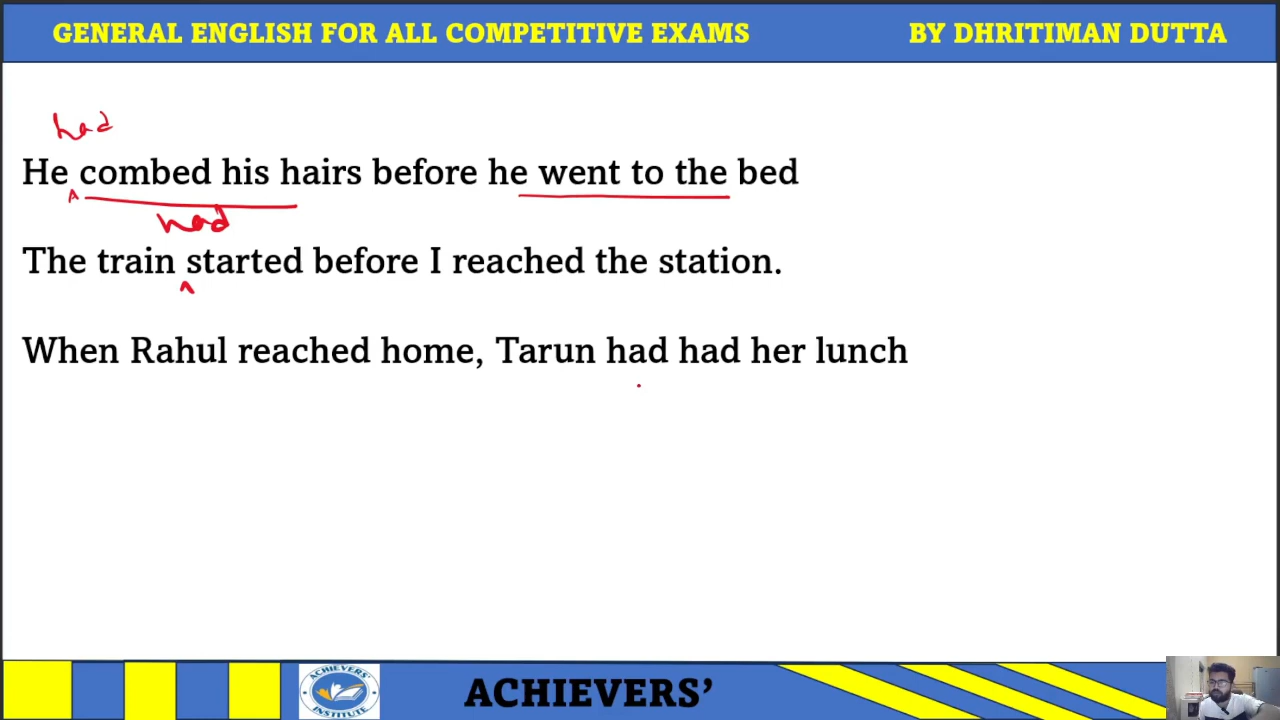 GENERAL ENGLISH FOR ALL COMPETITIVE EXAMS BY DHRITIMAN DUTTA
had
He combed his hairs before he went to the bed
had
The train started before I reached the station.
When Rahul reached home, Tarun had had her lunch
ACHIEVERS'
INSTITUTE
ACHIEVERS’